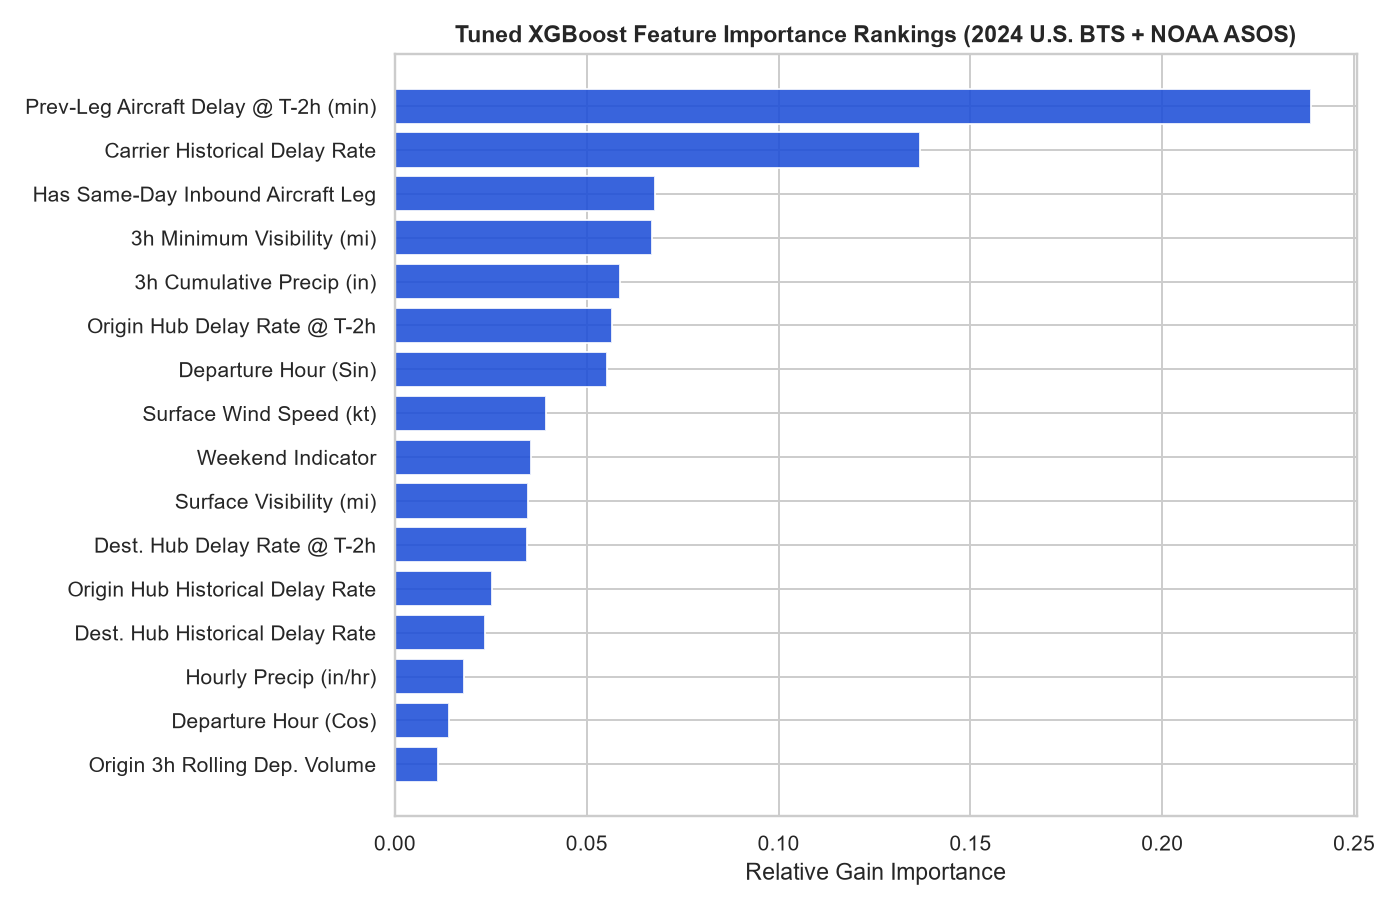 Tuned XGBoost Feature Importance Rankings (2024 U.S. BTS + NOAA ASOS)
Prev-Leg Aircraft Delay @ T-2h (min)
Carrier Historical Delay Rate
Has Same-Day Inbound Aircraft Leg
3h Minimum Visibility (mi)
3h Cumulative Precip (in)
Origin Hub Delay Rate @ T-2h
Departure Hour (Sin)
Surface Wind Speed (kt)
Weekend Indicator
Surface Visibility (mi)
Dest. Hub Delay Rate @ T-2h
Origin Hub Historical Delay Rate
Dest. Hub Historical Delay Rate
Hourly Precip (in/hr)
Departure Hour (Cos)
Origin 3h Rolling Dep. Volume
0.00 0.05 0.10 0.15 0.20 0.25
Relative Gain Importance